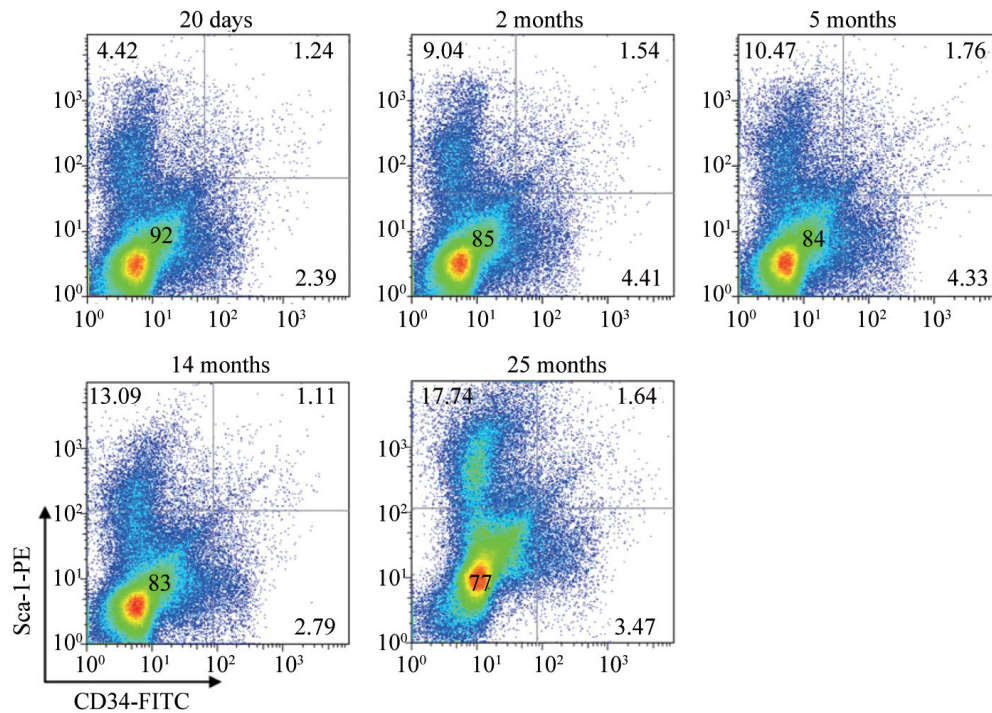 20 days 2 months 5 months
4.42 1.24 9.04 1.54 10.47 1.76
10³ 10³ 10³
10² 10² 10²
10¹ 92 10¹ 85 10¹ 84
2.39 4.41 4.33
10⁰ 10⁰ 10⁰
10⁰ 10¹ 10² 10³ 10⁰ 10¹ 10² 10³ 10⁰ 10¹ 10² 10³
14 months 25 months
13.09 1.11 17.74 1.64
10³ 10³
10² 10²
10¹ 83 10¹ 77
2.79 3.47
10⁰ 10⁰
10⁰ 10¹ 10² 10³ 10⁰ 10¹ 10² 10³
Sca-1-PE
CD34-FITC